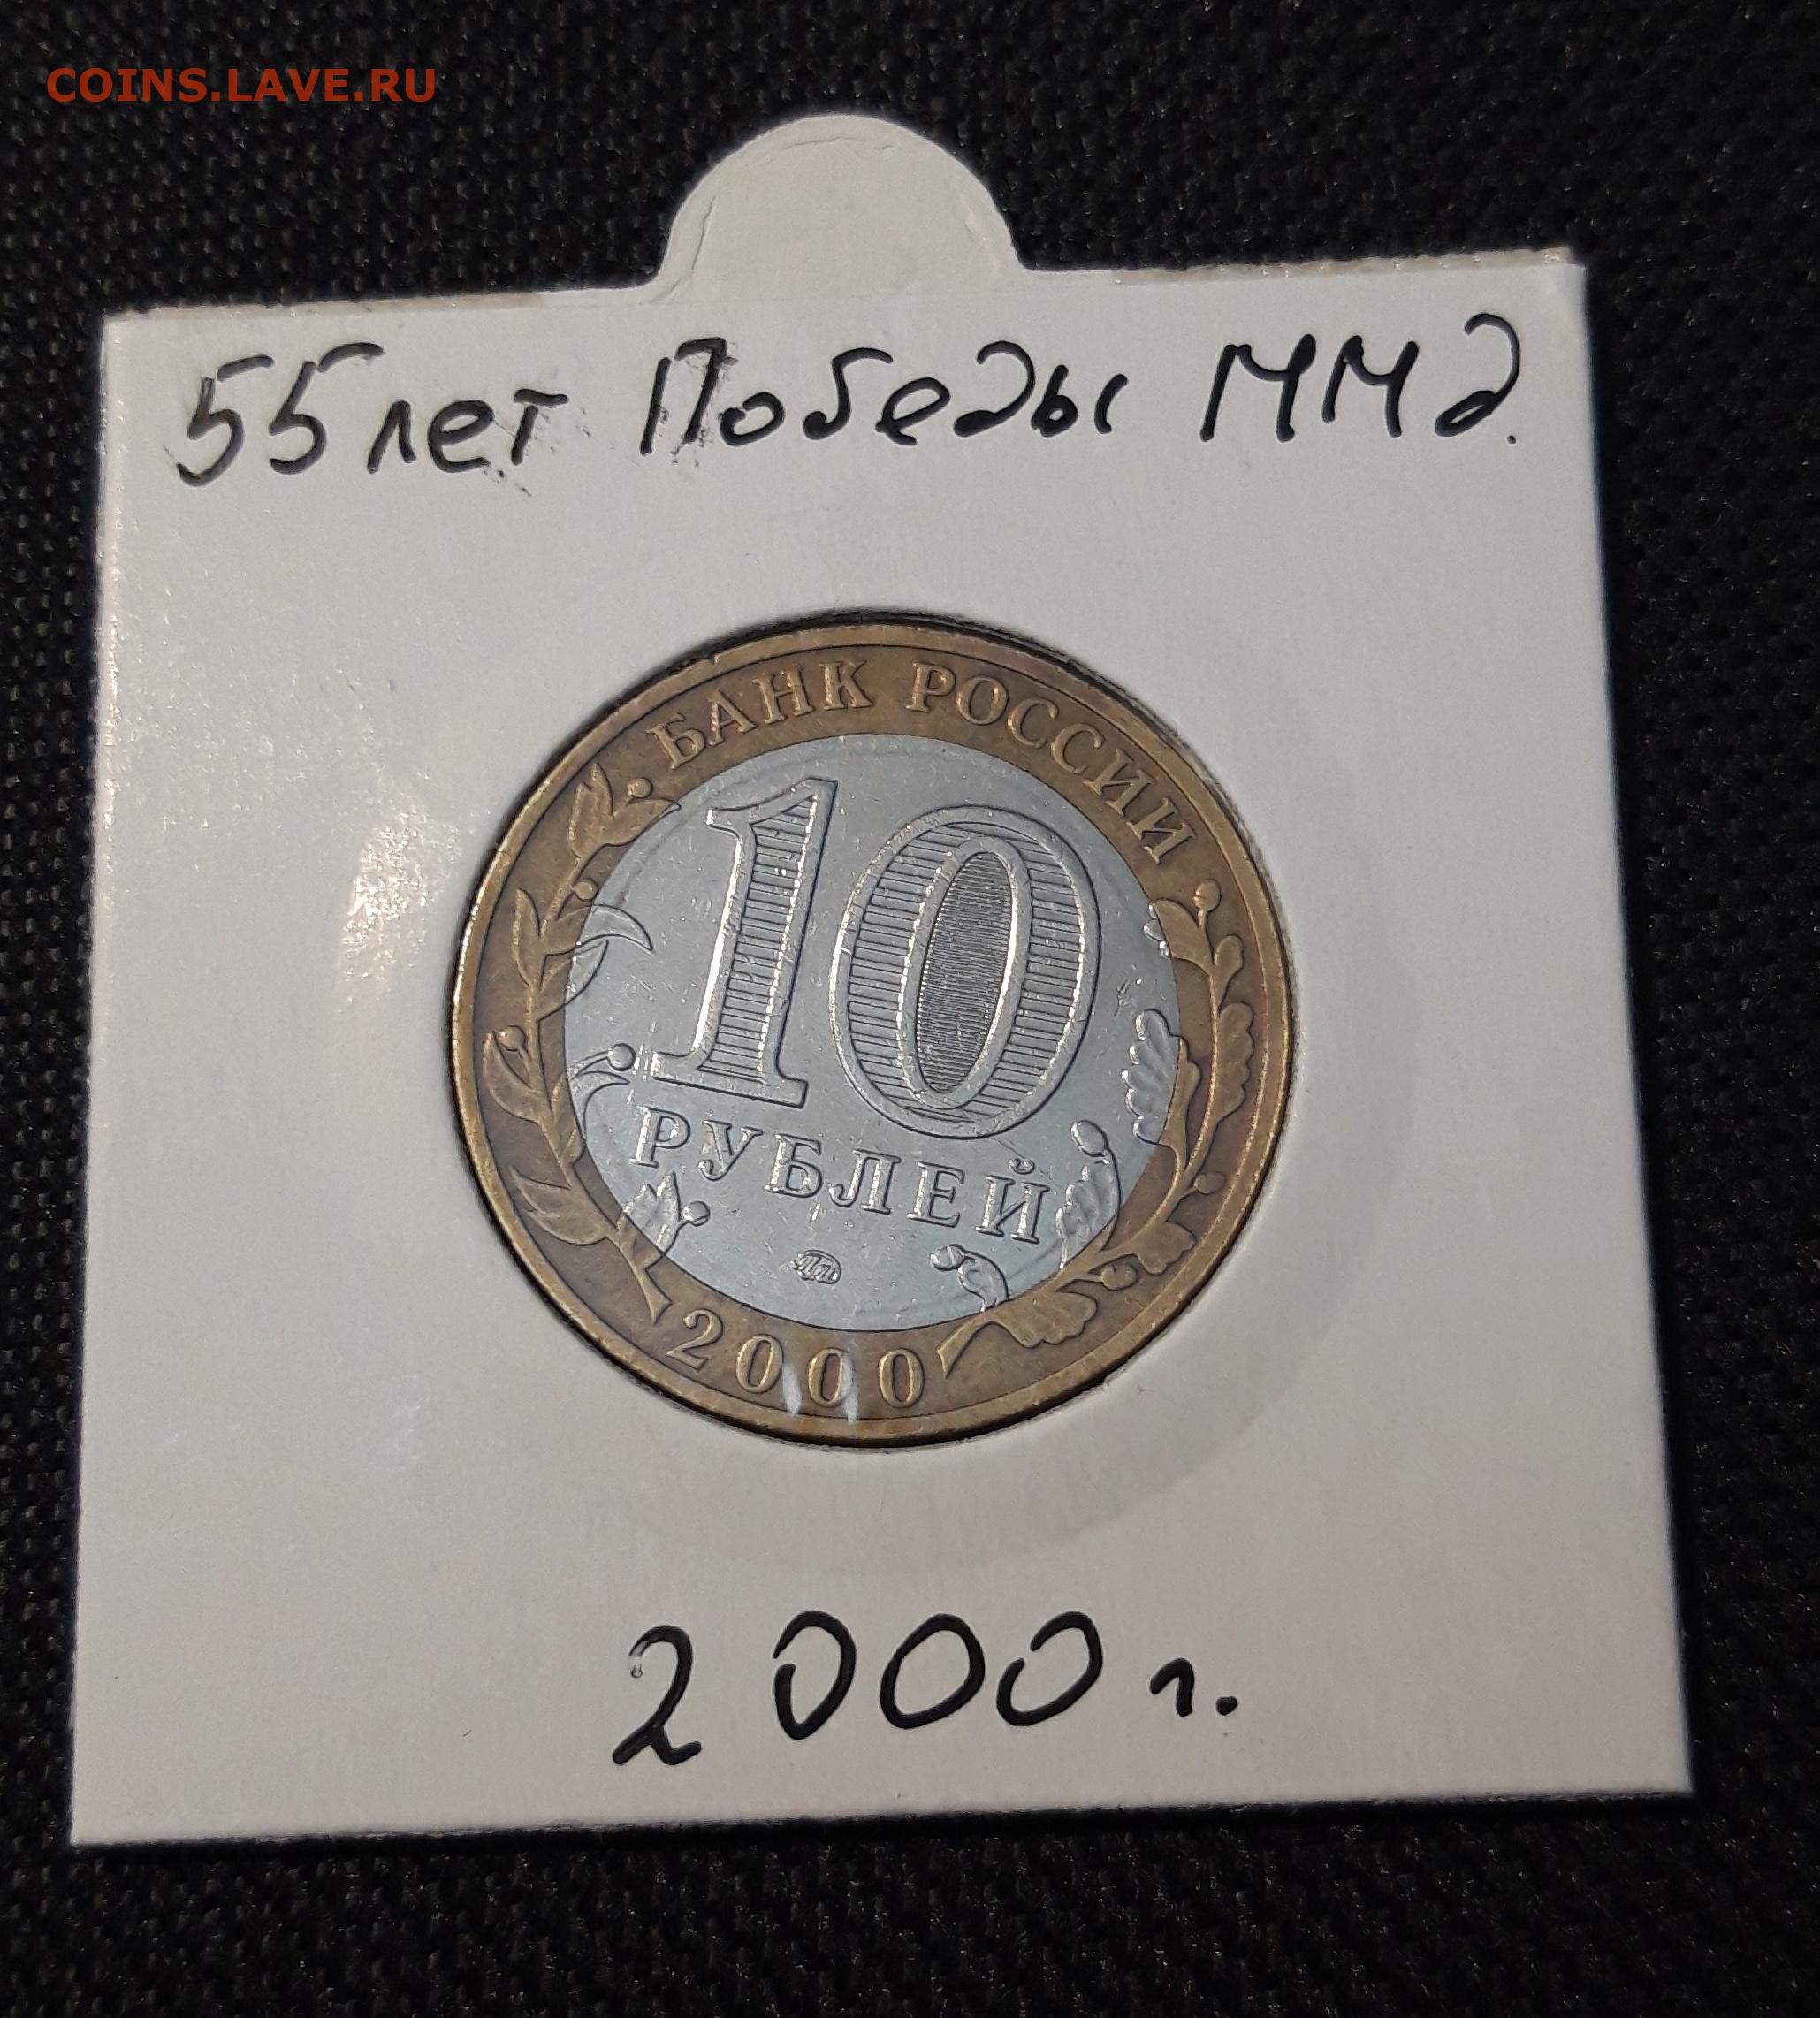 COINS.LAVE.RU
55 лет Победы ММД.
БАНК РОССИИ
10
РУБЛЕЙ
2000
2000 г.